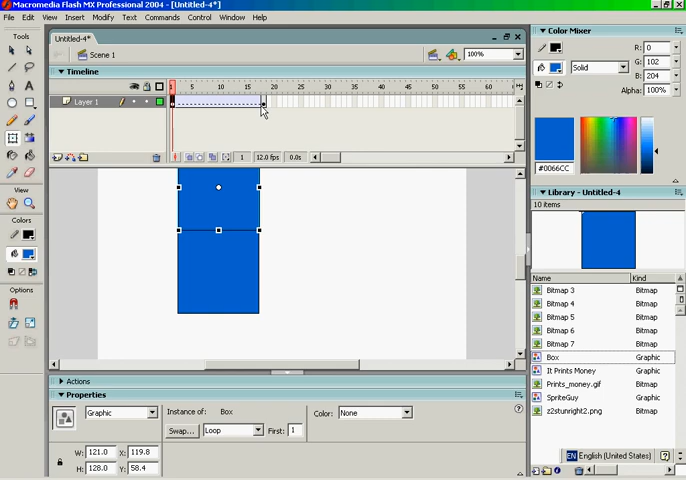 Macromedia Flash MX Professional 2004 - [Untitled-4*]
File Edit View Insert Modify Text Commands Control Window Help
Tools
View
Colors
Options
Untitled-4*
Scene 1
100%
Timeline
1 5 10 15 20 25 30 35 40 45 50 55 60 65
Layer 1
1 12.0 fps 0.0s
Actions
Properties
Graphic
Instance of: Box
Color: None
Swap...
Loop
First: 1
W: 121.0 X: 119.8
H: 128.0 Y: 58.4
Color Mixer
Solid
R: 0
G: 102
B: 204
Alpha: 100%
#0066CC
Library - Untitled-4
10 items
Name Kind
Bitmap 3 Bitmap
Bitmap 4 Bitmap
Bitmap 5 Bitmap
Bitmap 6 Bitmap
Bitmap 7 Bitmap
Box Graphic
It Prints Money Graphic
Prints_money.gif Bitmap
SpriteGuy Graphic
z2stunright2.png Bitmap
EN English (United States)